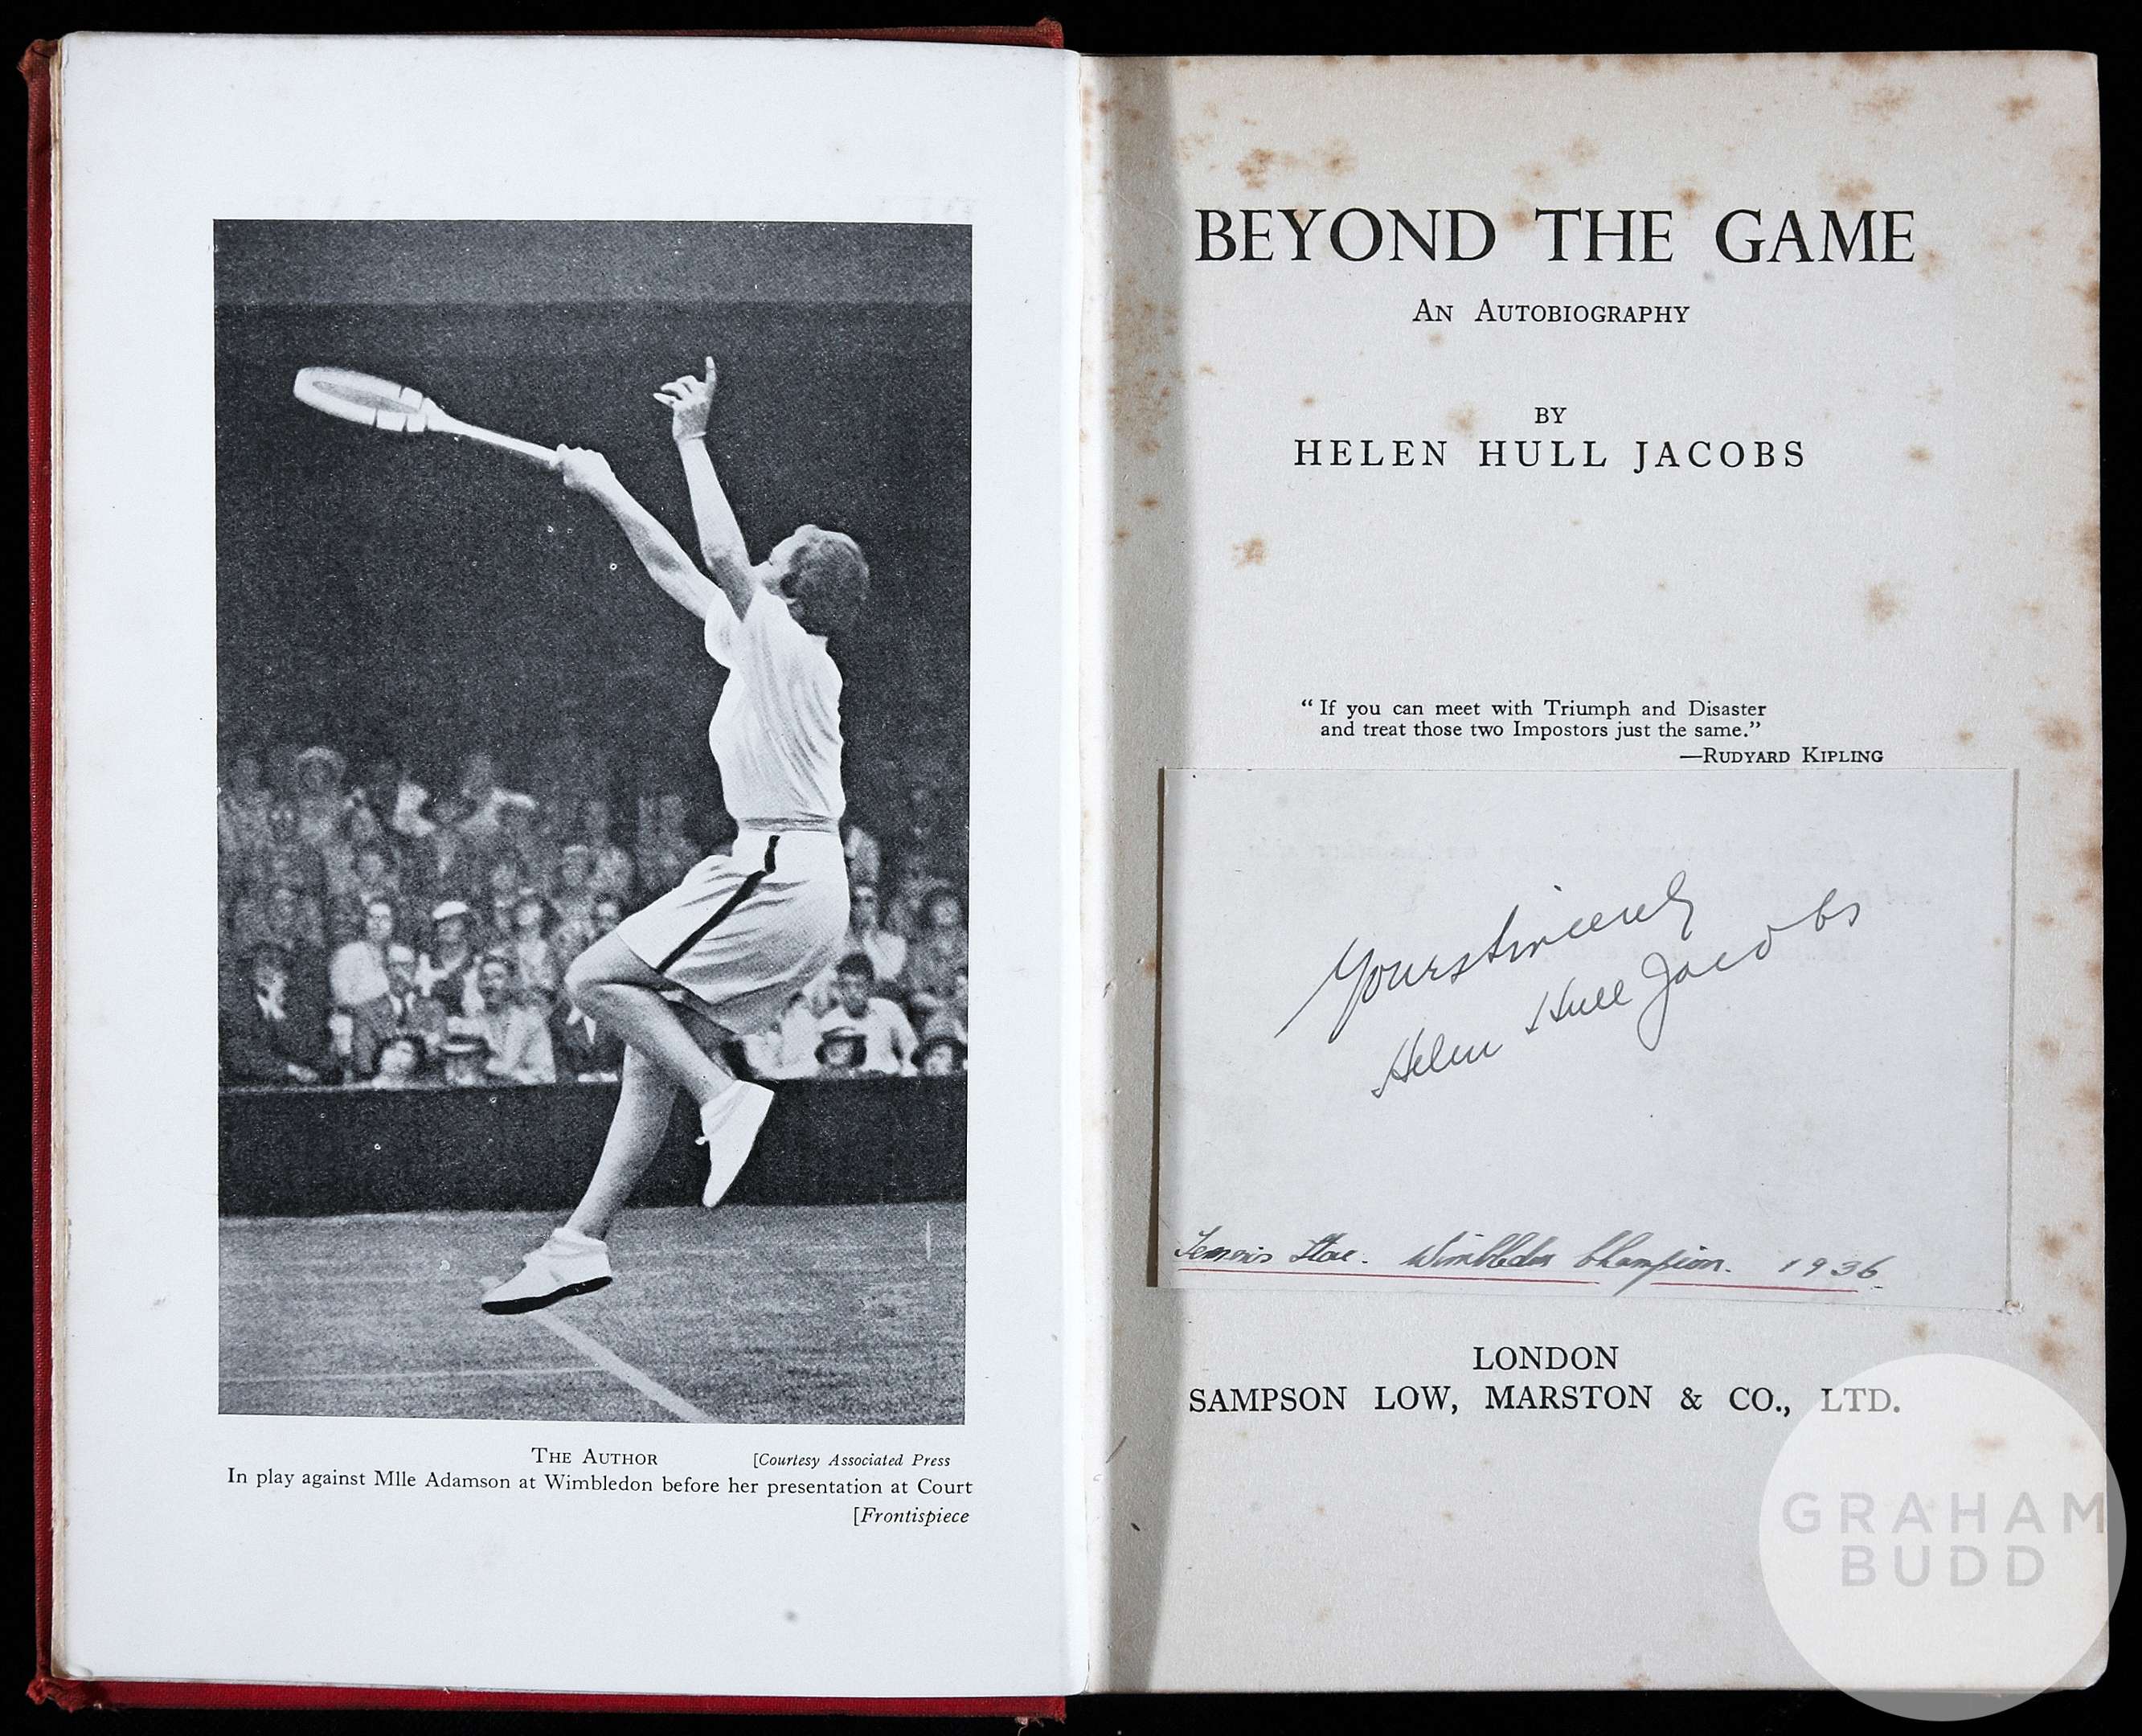 THE AUTHOR [Courtesy Associated Press
In play against Mlle Adamson at Wimbledon before her presentation at Court
[Frontispiece
BEYOND THE GAME
AN AUTOBIOGRAPHY
BY
HELEN HULL JACOBS
“ If you can meet with Triumph and Disaster
and treat those two Impostors just the same.”
—RUDYARD KIPLING
Yours Sincerely
Helen Hull Jacobs
Tennis Star. Wimbledon Champion. 1936.
LONDON
SAMPSON LOW, MARSTON & CO., LTD.
GRAHAM
BUDD